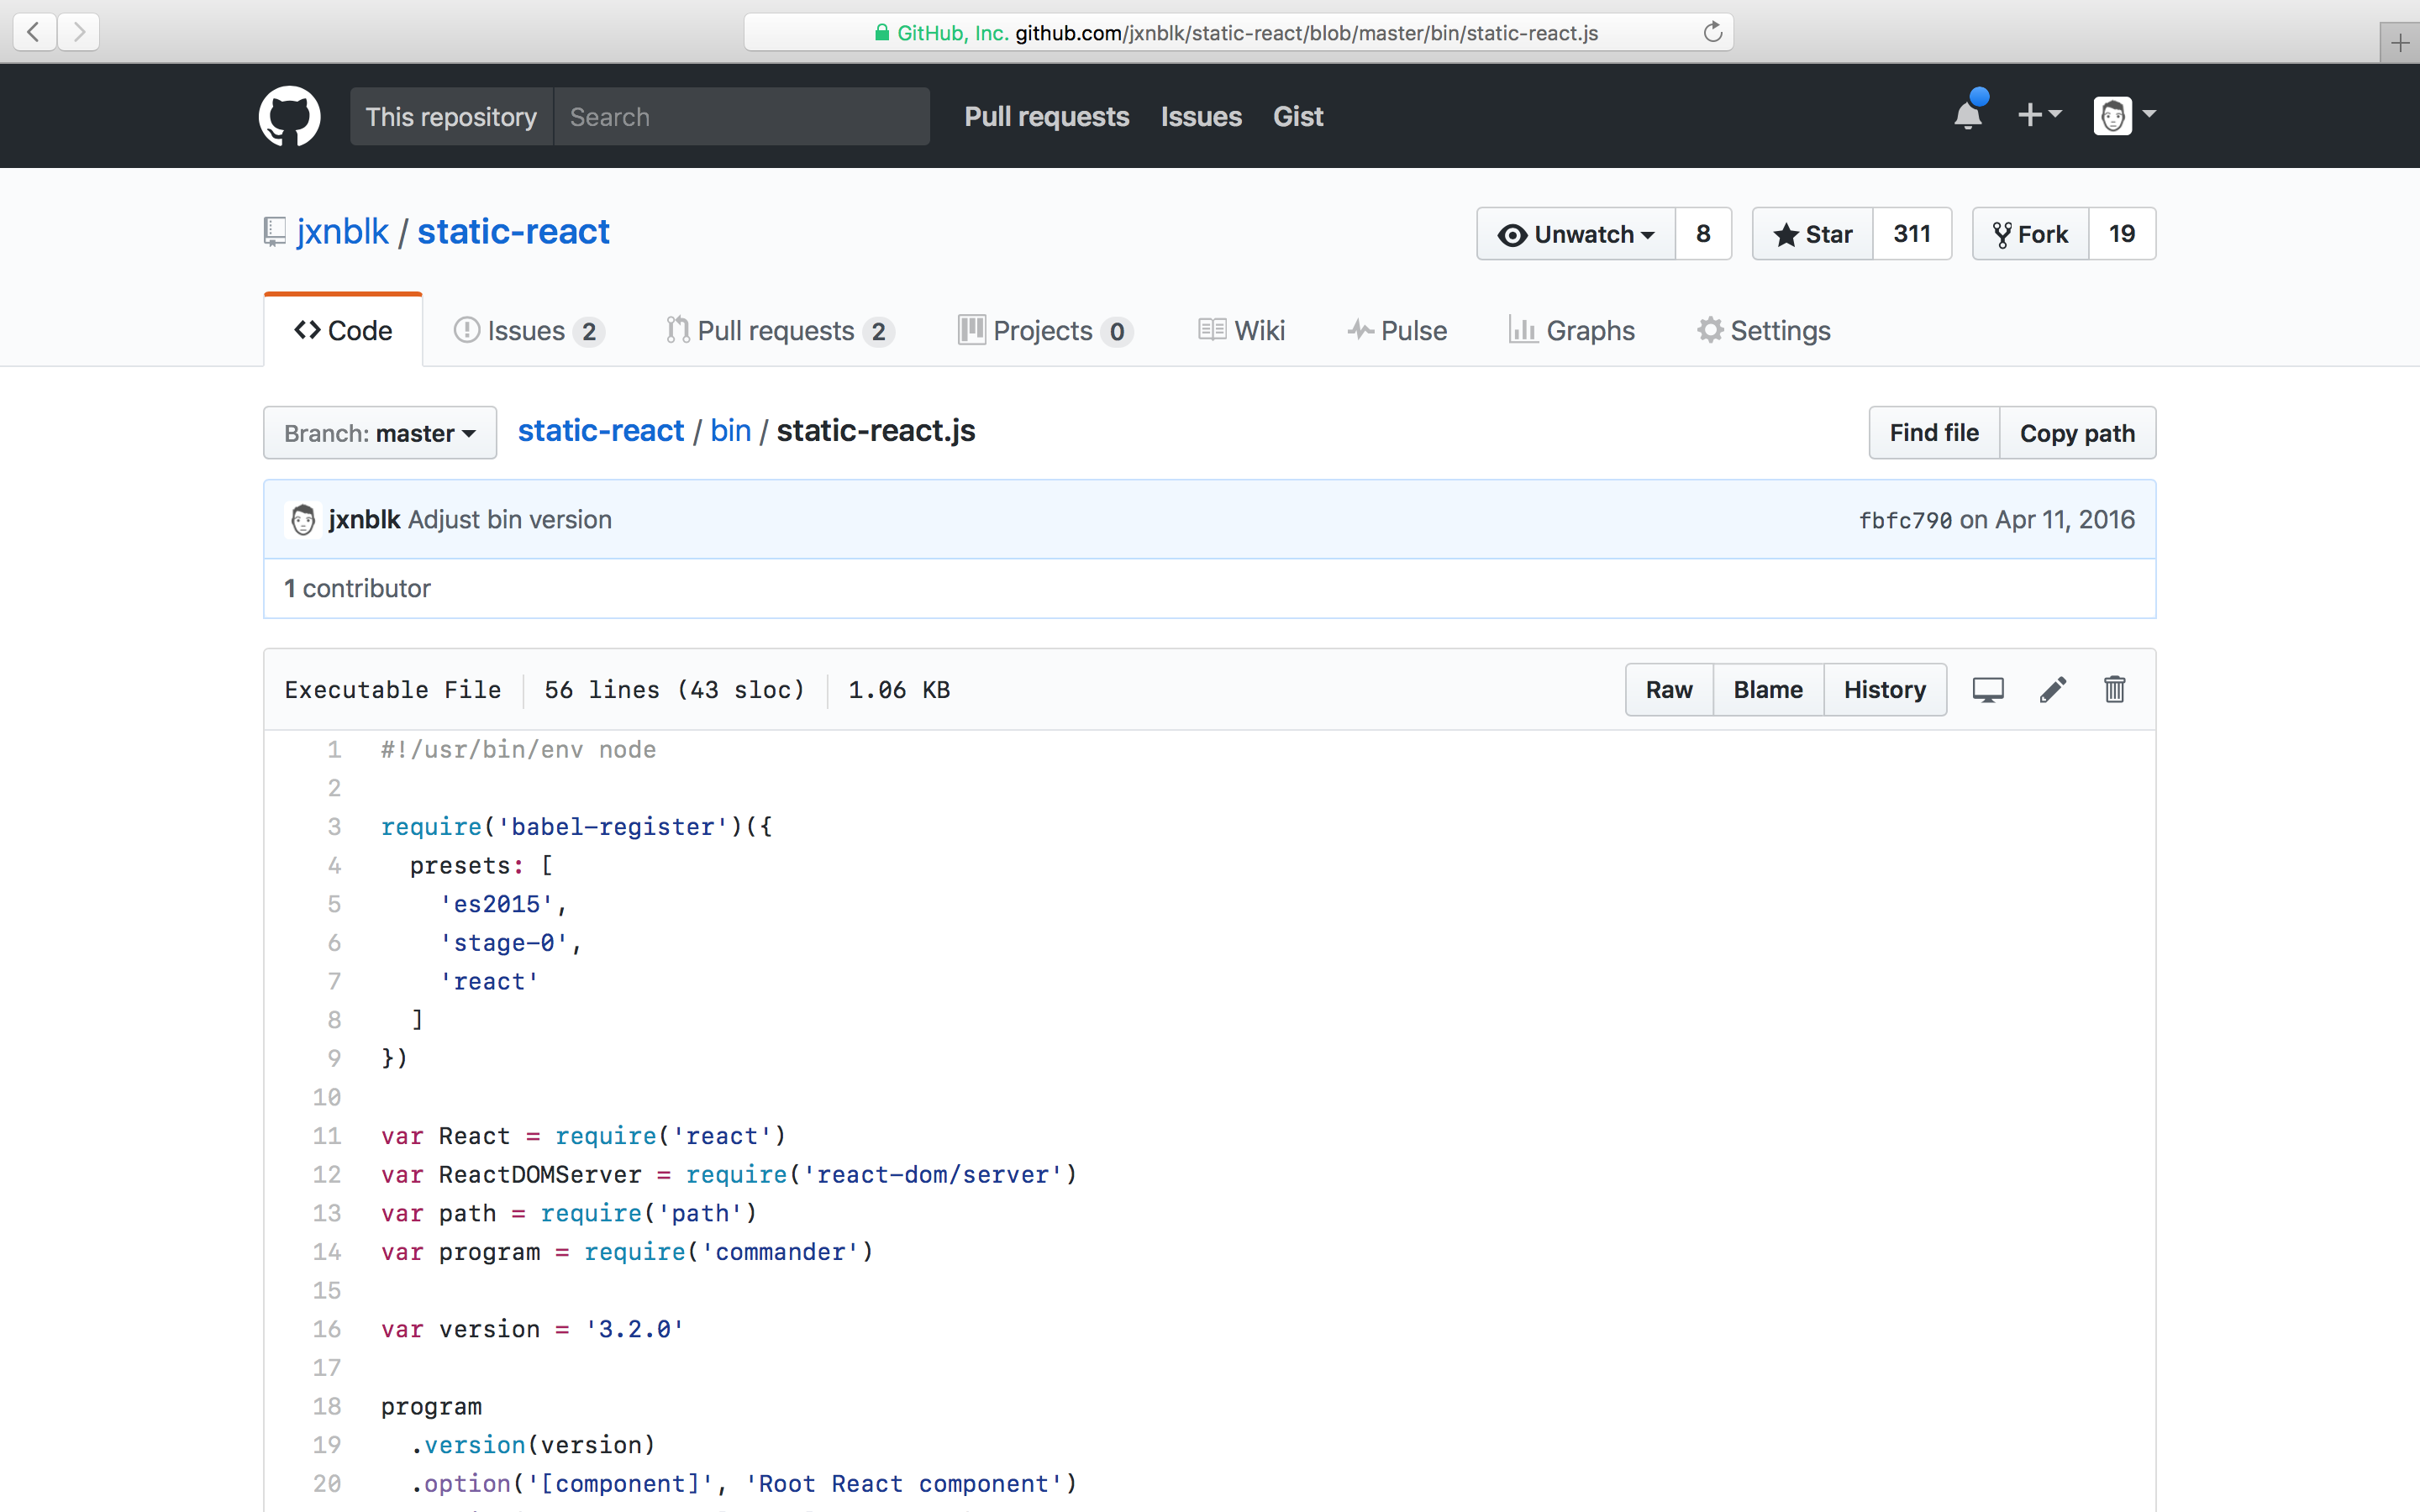 GitHub, Inc. github.com/jxnblk/static-react/blob/master/bin/static-react.js
This repository Search Pull requests Issues Gist
jxnblk / static-react Unwatch 8 Star 311 Fork 19
Code Issues 2 Pull requests 2 Projects 0 Wiki Pulse Graphs Settings
Branch: master static-react / bin / static-react.js Find file Copy path
jxnblk Adjust bin version fbfc790 on Apr 11, 2016
1 contributor
Executable File 56 lines (43 sloc) 1.06 KB Raw Blame History
1 #!/usr/bin/env node
2
3 require('babel-register')({
4   presets: [
5     'es2015',
6     'stage-0',
7     'react'
8   ]
9 })
10
11 var React = require('react')
12 var ReactDOMServer = require('react-dom/server')
13 var path = require('path')
14 var program = require('commander')
15
16 var version = '3.2.0'
17
18 program
19   .version(version)
20   .option('[component]', 'Root React component')